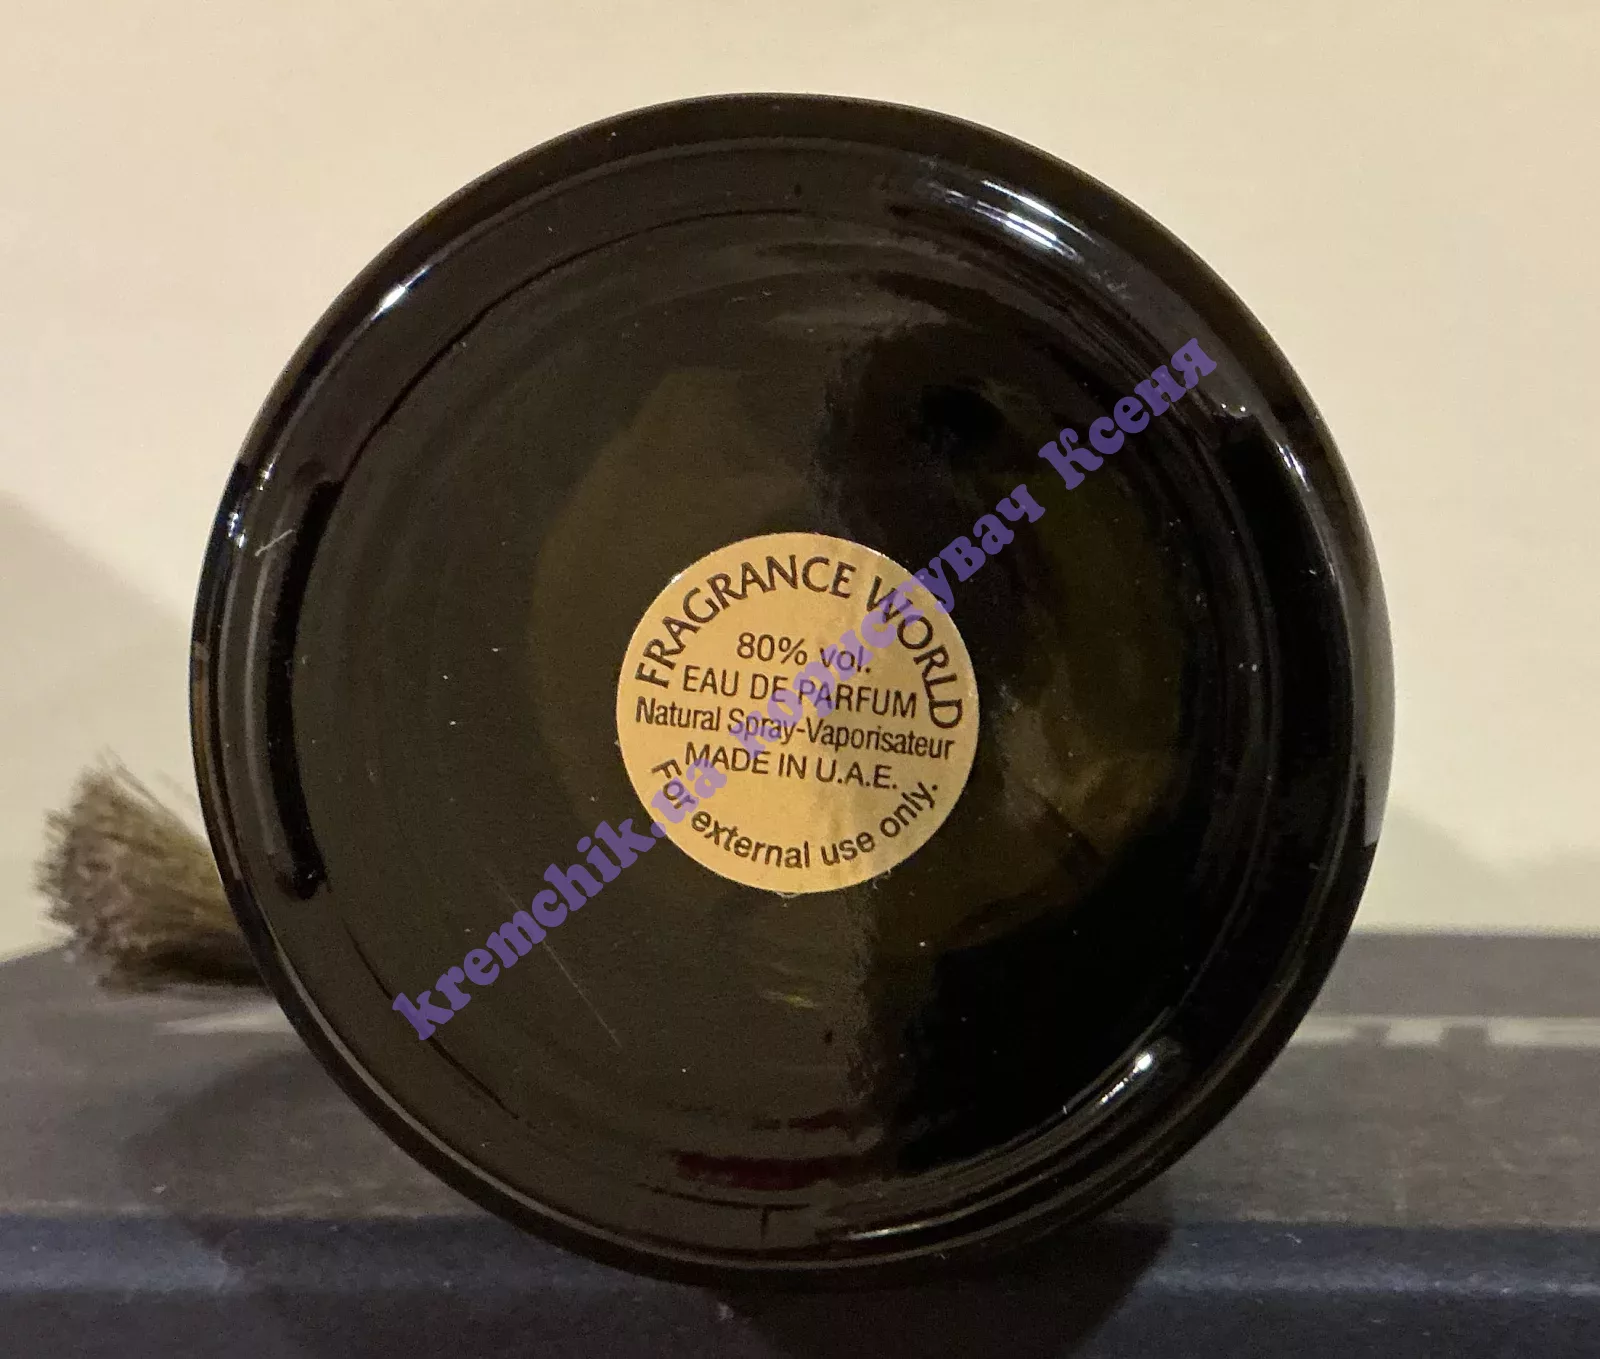 FRAGRANCE WORLD
80% vol.
EAU DE PARFUM
Natural Spray-Vaporisateur
MADE IN U.A.E.
For external use only.
kremchik.ua користувач Ксеня